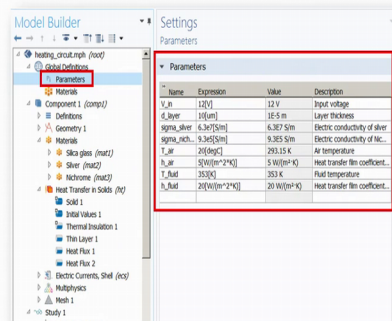 Model Builder
heating_circuit.mph (root)
Global Definitions
Parameters
Materials
Component 1 (comp1)
Definitions
Geometry 1
Materials
Silica glass (mat1)
Silver (mat2)
Nichrome (mat3)
Heat Transfer in Solids (ht)
Solid 1
Initial Values 1
Thermal Insulation 1
Thin Layer 1
Heat Flux 1
Heat Flux 2
Electric Currents, Shell (ecs)
Multiphysics
Mesh 1
Study 1
Settings
Parameters
Parameters
Name Expression Value Description
V_in 12[V] 12 V Input voltage
d_layer 10[um] 1E-5 m Layer thickness
sigma_silver 6.3e7[S/m] 6.3E7 S/m Electric conductivity of silver
sigma_nich... 9.3e5[S/m] 9.3E5 S/m Electric conductivity of Nic...
T_air 20[degC] 293.15 K Air temperature
h_air 5[W/(m^2*K)] 5 W/(m²·K) Heat transfer film coefficient...
T_fluid 353[K] 353 K Fluid temperature
h_fluid 20[W/(m^2*K)] 20 W/(m²·K) Heat transfer film coefficient...